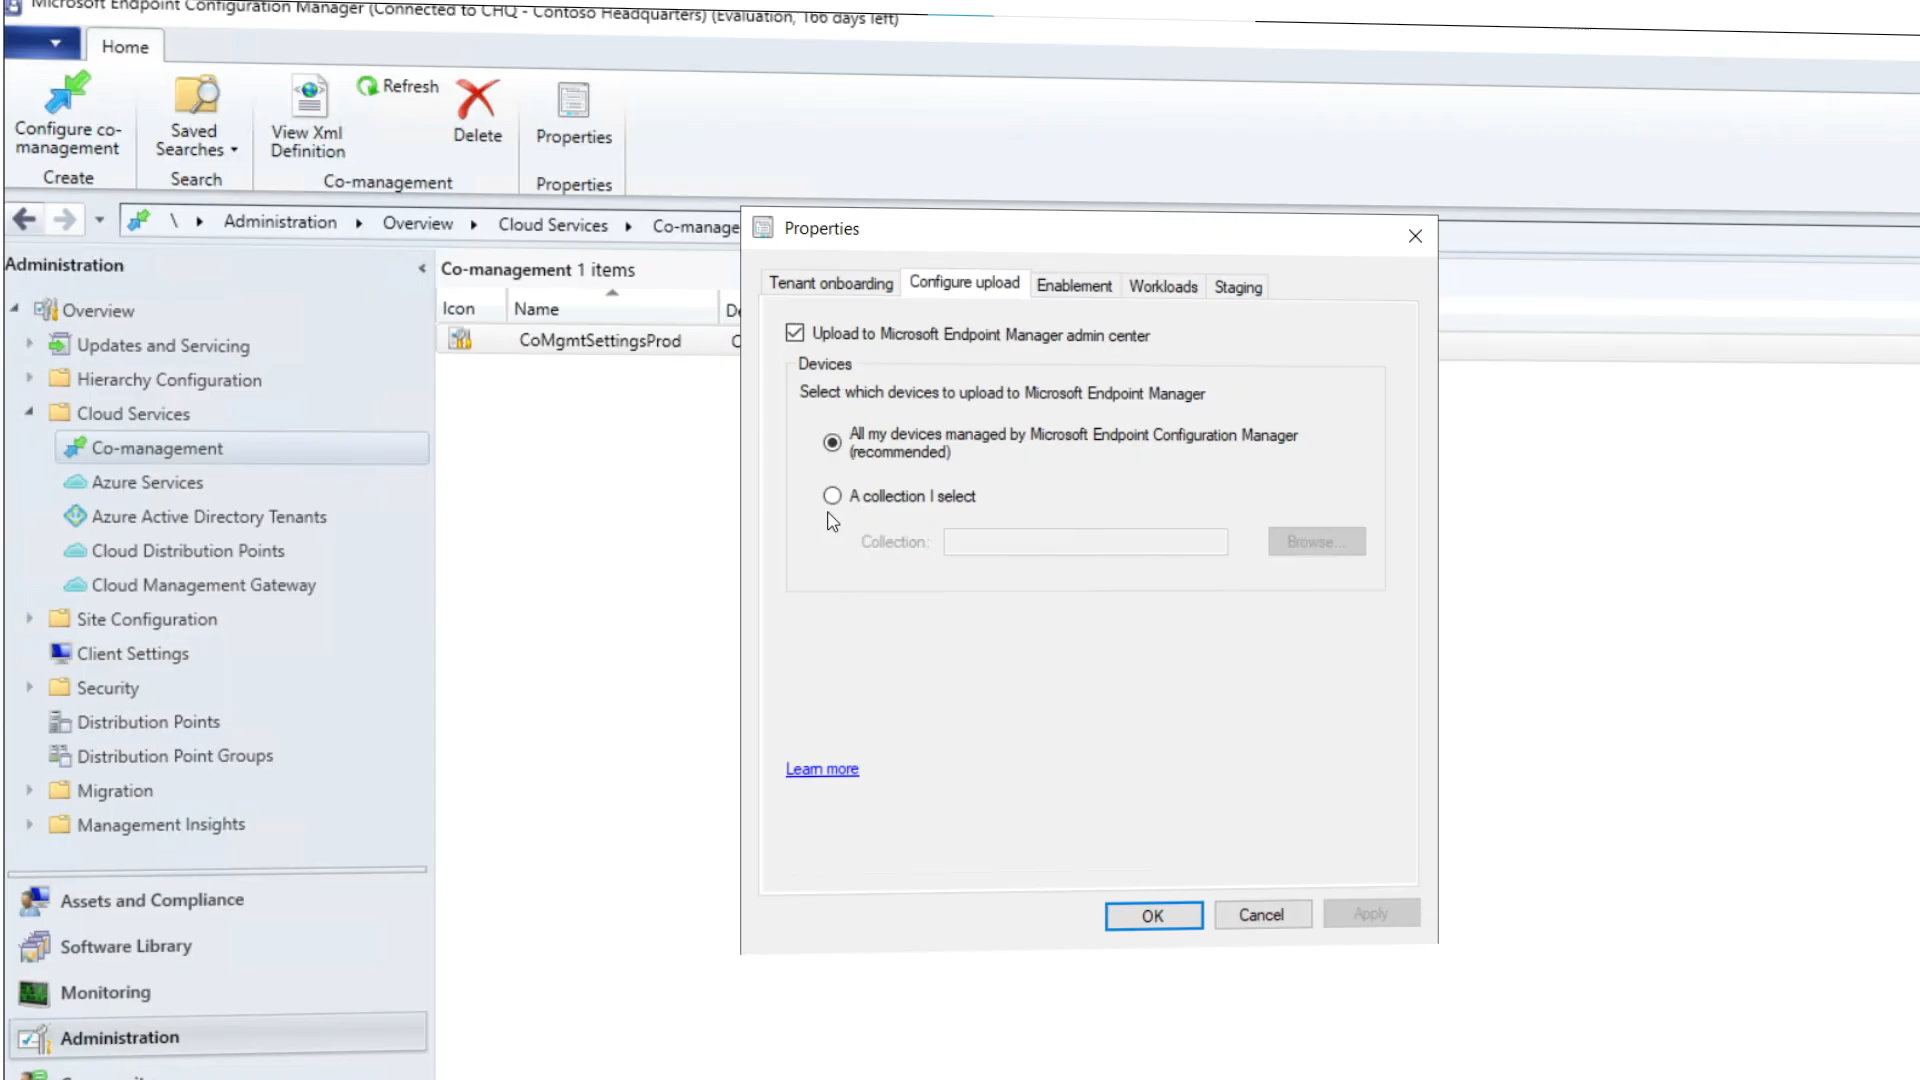 Microsoft Endpoint Configuration Manager (Connected to CHQ - Contoso Headquarters) (Evaluation, 166 days left)
Home
Configure co-
management
Create
Saved
Searches
Search
View Xml
Definition
Refresh
Delete
Co-management
Properties
Properties
\ Administration Overview Cloud Services Co-manage
Administration
Overview
Updates and Servicing
Hierarchy Configuration
Cloud Services
Co-management
Azure Services
Azure Active Directory Tenants
Cloud Distribution Points
Cloud Management Gateway
Site Configuration
Client Settings
Security
Distribution Points
Distribution Point Groups
Migration
Management Insights
Assets and Compliance
Software Library
Monitoring
Administration
Co-management 1 items
Icon Name
CoMgmtSettingsProd
Properties
Tenant onboarding Configure upload Enablement Workloads Staging
Upload to Microsoft Endpoint Manager admin center
Devices
Select which devices to upload to Microsoft Endpoint Manager
All my devices managed by Microsoft Endpoint Configuration Manager
(recommended)
A collection I select
Collection:
Browse...
Learn more
OK Cancel Apply